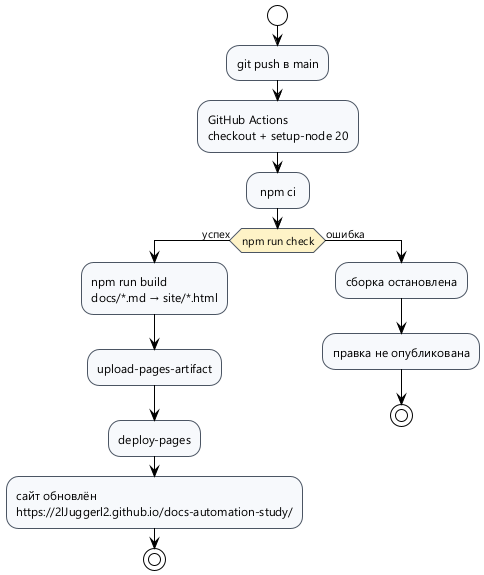 git push в main
GitHub Actions
checkout + setup-node 20
npm ci
успех
npm run check
ошибка
npm run build
docs/*.md → site/*.html
сборка остановлена
upload-pages-artifact
правка не опубликована
deploy-pages
сайт обновлён
https://2lJuggerl2.github.io/docs-automation-study/